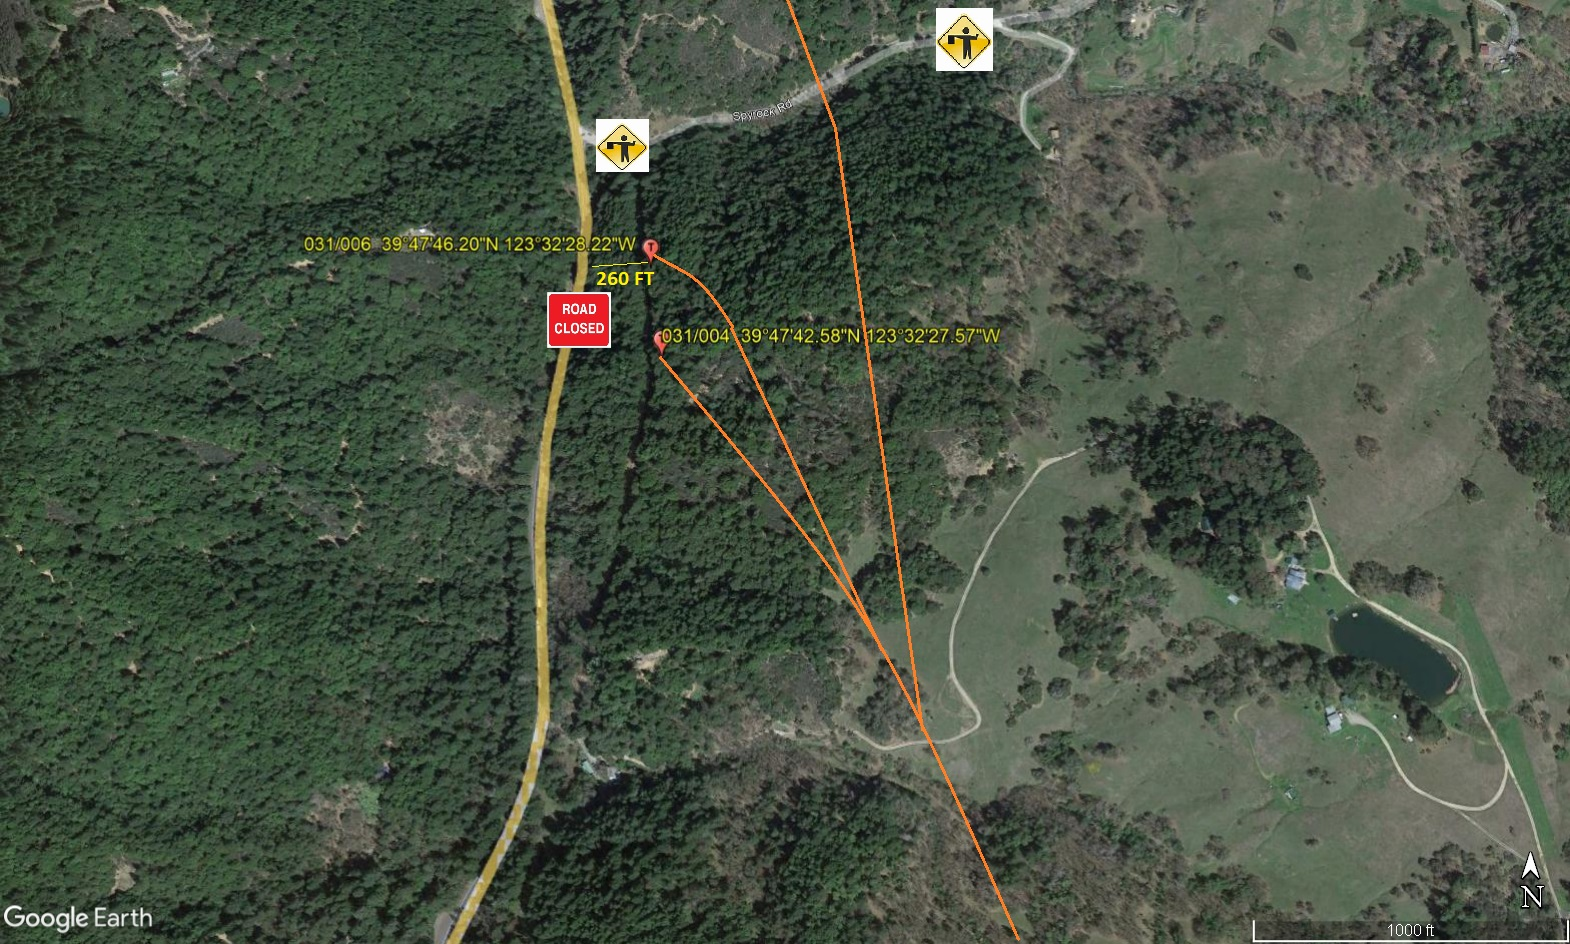 Spyrock Rd
031/006 39°47'46.20"N 123°32'28.22"W
260 FT
ROAD
CLOSED
031/004 39°47'42.58"N 123°32'27.57"W
N
Google Earth
1000 ft